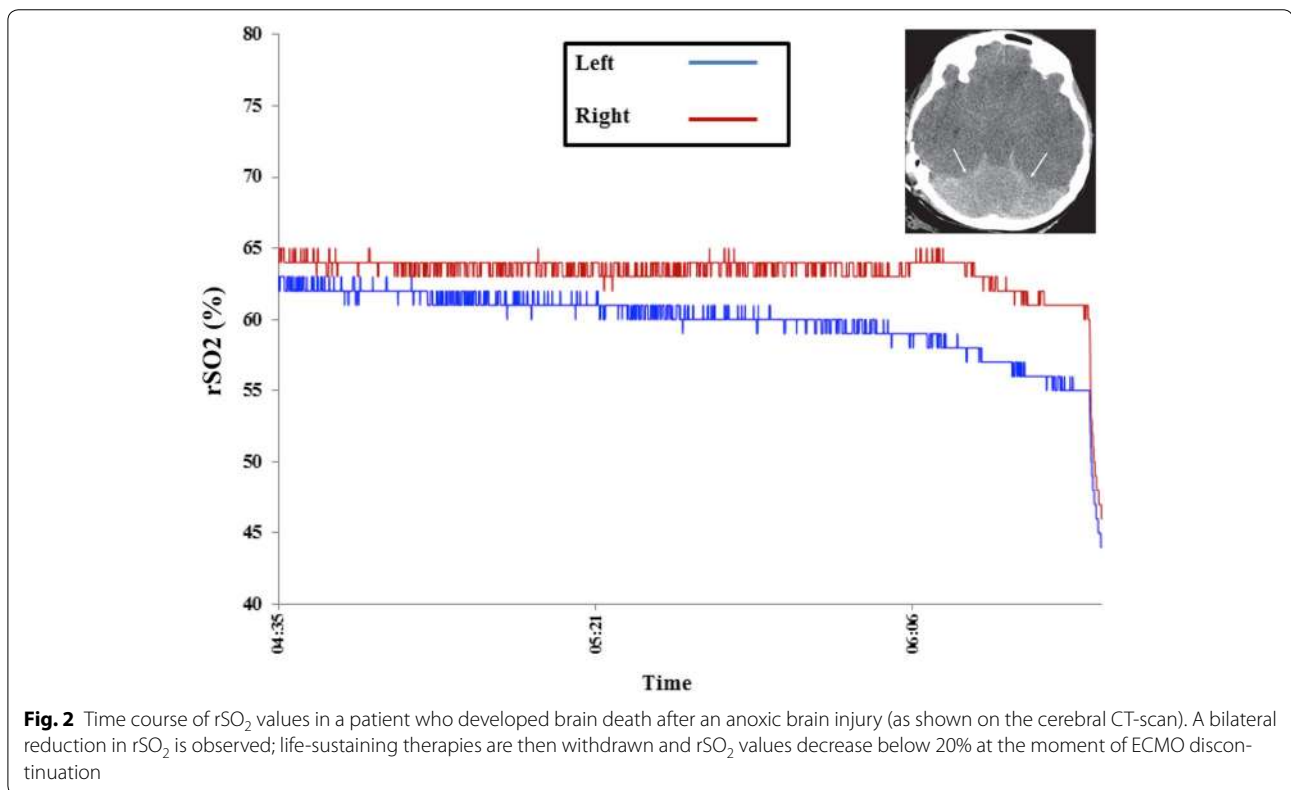 80
75
70
65
60
55
50
45
40
rSO2 (%)
Left
Right
04:35
05:21
06:06
Time
Fig. 2 Time course of rSO₂ values in a patient who developed brain death after an anoxic brain injury (as shown on the cerebral CT-scan). A bilateral
reduction in rSO₂ is observed; life-sustaining therapies are then withdrawn and rSO₂ values decrease below 20% at the moment of ECMO discon-
tinuation